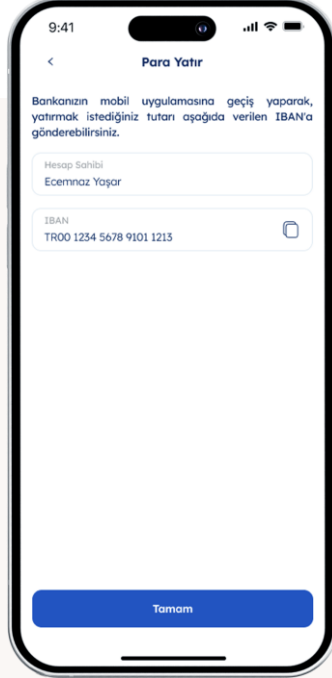 9:41
Para Yatır
Bankanızın mobil uygulamasına geçiş yaparak,
yatırmak istediğiniz tutarı aşağıda verilen IBAN'a
gönderebilirsiniz.
Hesap Sahibi
Ecemnaz Yaşar
IBAN
TR00 1234 5678 9101 1213
Tamam